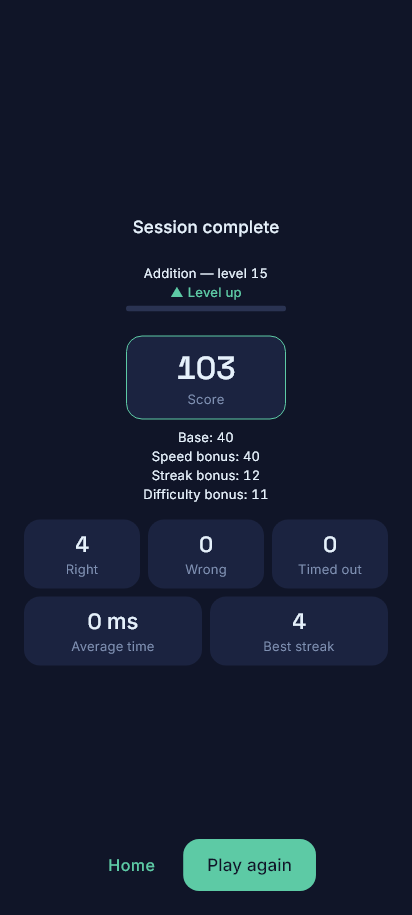 Session complete
Addition — level 15
▲ Level up
103
Score
Base: 40
Speed bonus: 40
Streak bonus: 12
Difficulty bonus: 11
4
Right
0
Wrong
0
Timed out
0 ms
Average time
4
Best streak
Home
Play again